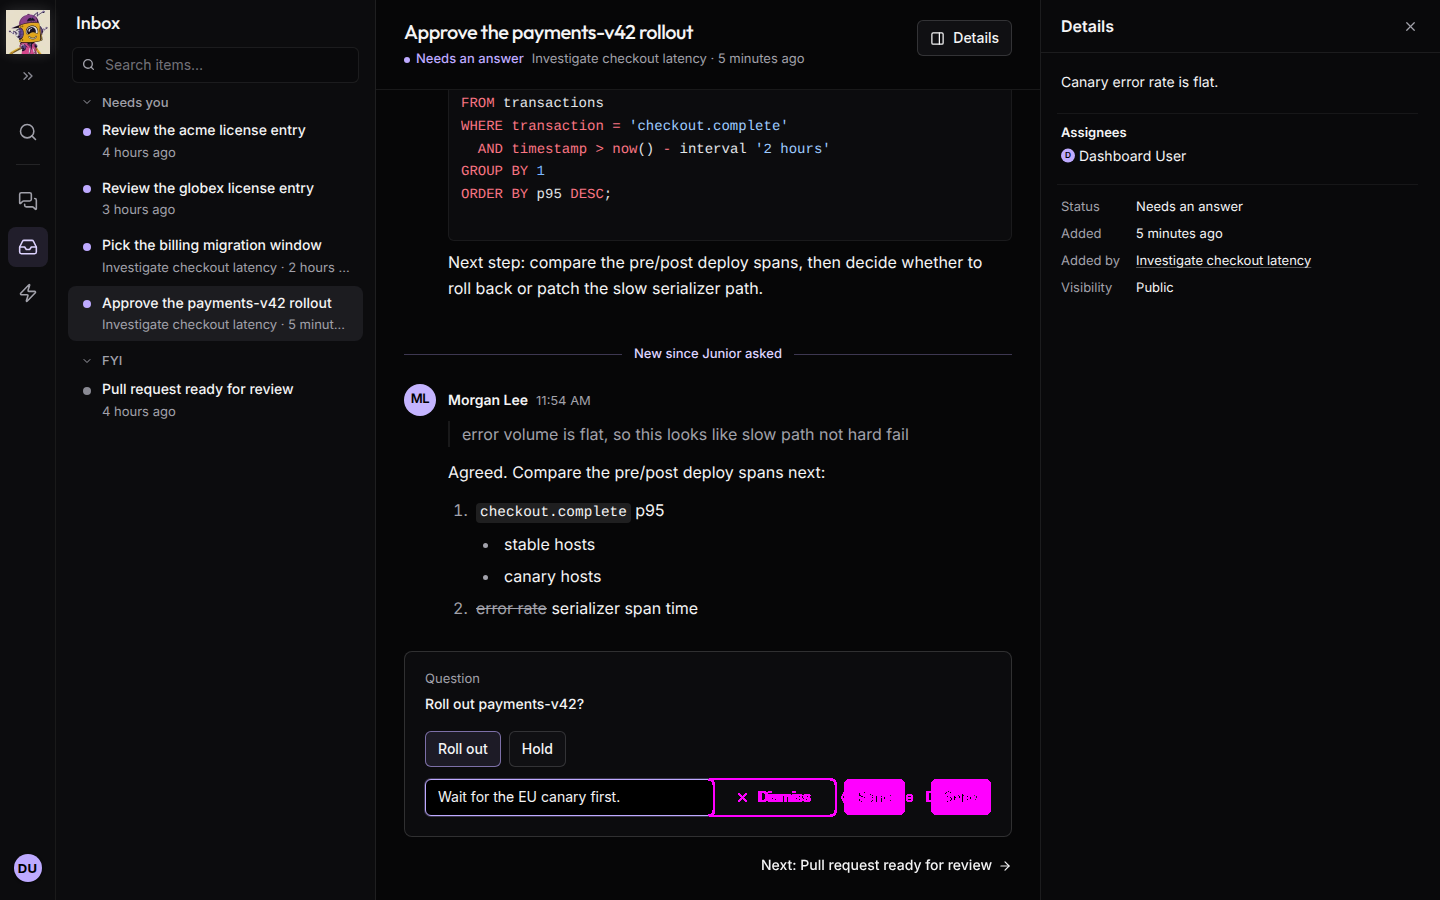 Inbox
Search items...
Needs you
Review the acme license entry
4 hours ago
Review the globex license entry
3 hours ago
Pick the billing migration window
Investigate checkout latency · 2 hours ...
Approve the payments-v42 rollout
Investigate checkout latency · 5 minut...
FYI
Pull request ready for review
4 hours ago
DU
Approve the payments-v42 rollout
Needs an answer Investigate checkout latency · 5 minutes ago
Details
FROM transactions
WHERE transaction = 'checkout.complete'
AND timestamp > now() - interval '2 hours'
GROUP BY 1
ORDER BY p95 DESC;
Next step: compare the pre/post deploy spans, then decide whether to
roll back or patch the slow serializer path.
New since Junior asked
ML Morgan Lee 11:54 AM
error volume is flat, so this looks like slow path not hard fail
Agreed. Compare the pre/post deploy spans next:
1. checkout.complete p95
• stable hosts
• canary hosts
2. error rate serializer span time
Question
Roll out payments-v42?
Roll out
Hold
Wait for the EU canary first.
Dismiss
Next: Pull request ready for review →
Details
Canary error rate is flat.
Assignees
D Dashboard User
Status Needs an answer
Added 5 minutes ago
Added by Investigate checkout latency
Visibility Public